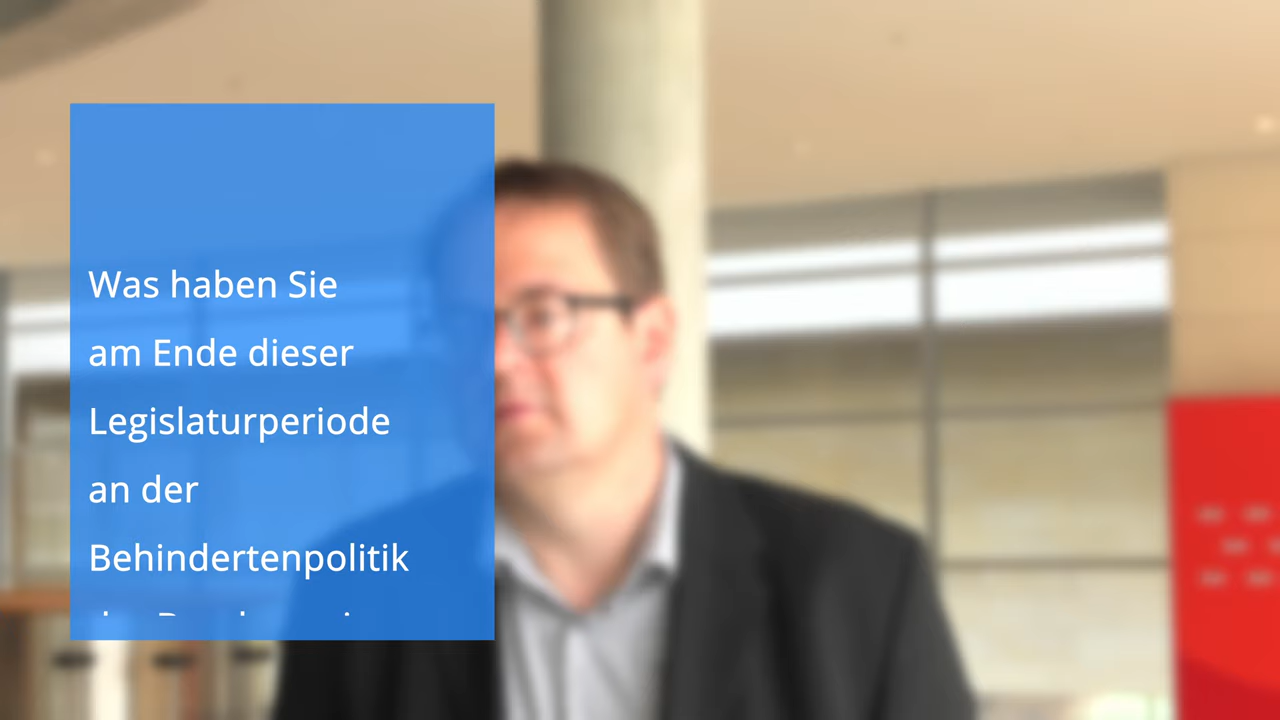 Was haben Sie
am Ende dieser
Legislaturperiode
an der
Behindertenpolitik